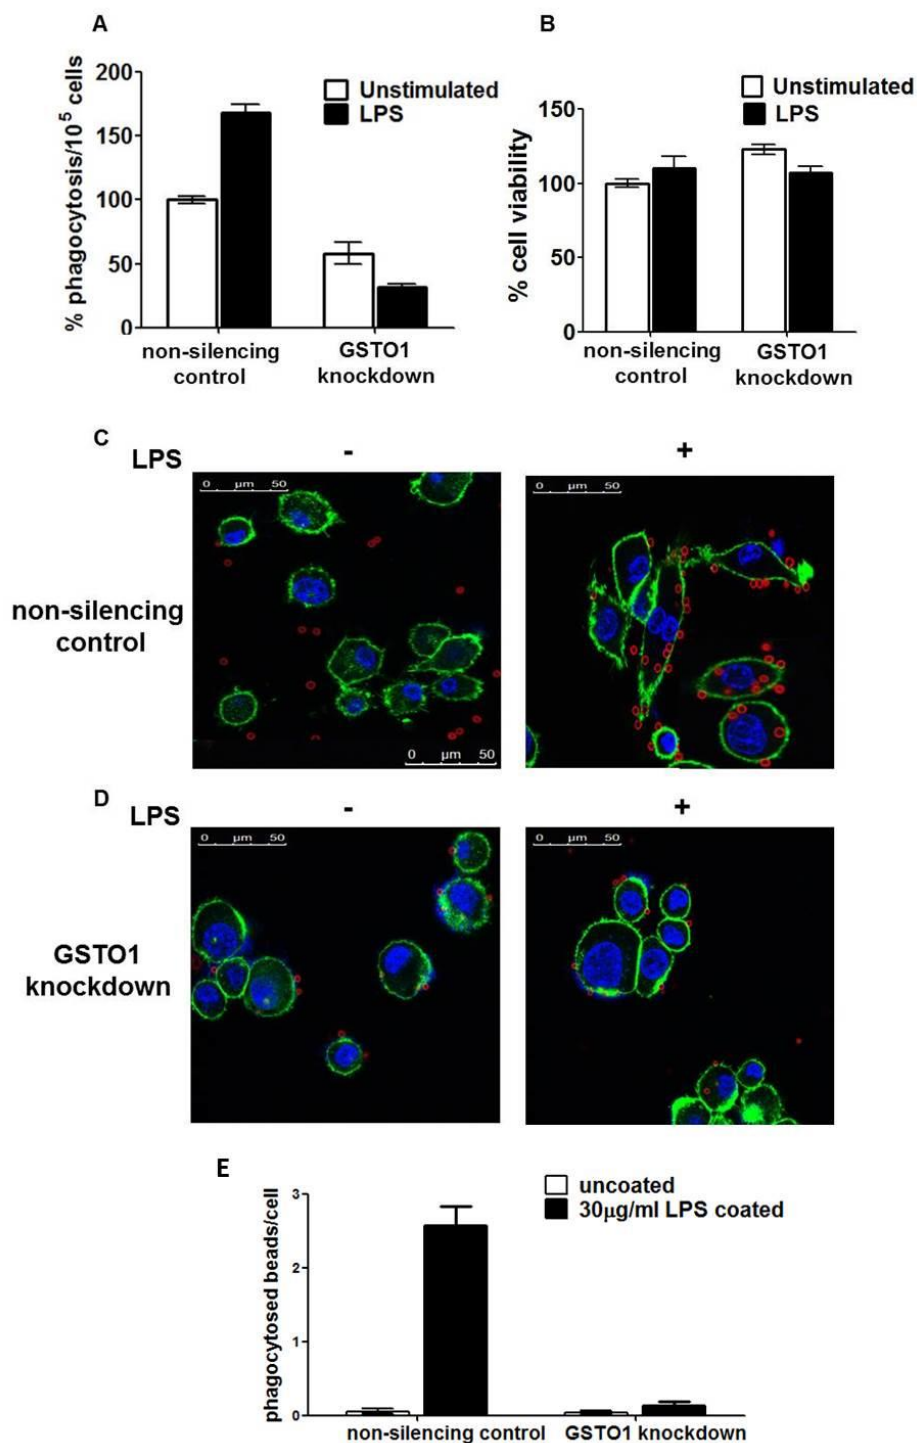 A
% phagocytosis/10⁵ cells
200
150
100
50
0
Unstimulated
LPS
non-silencing
control
GSTO1
knockdown
B
% cell viability
150
100
50
0
Unstimulated
LPS
non-silencing
control
GSTO1
knockdown
C
LPS
-
+
non-silencing
control
0 µm 50
0 µm 50
0 µm 50
D
LPS
-
+
GSTO1
knockdown
0 µm 50
0 µm 50
E
phagocytosed beads/cell
3
2
1
0
uncoated
30µg/ml LPS coated
non-silencing control
GSTO1 knockdown